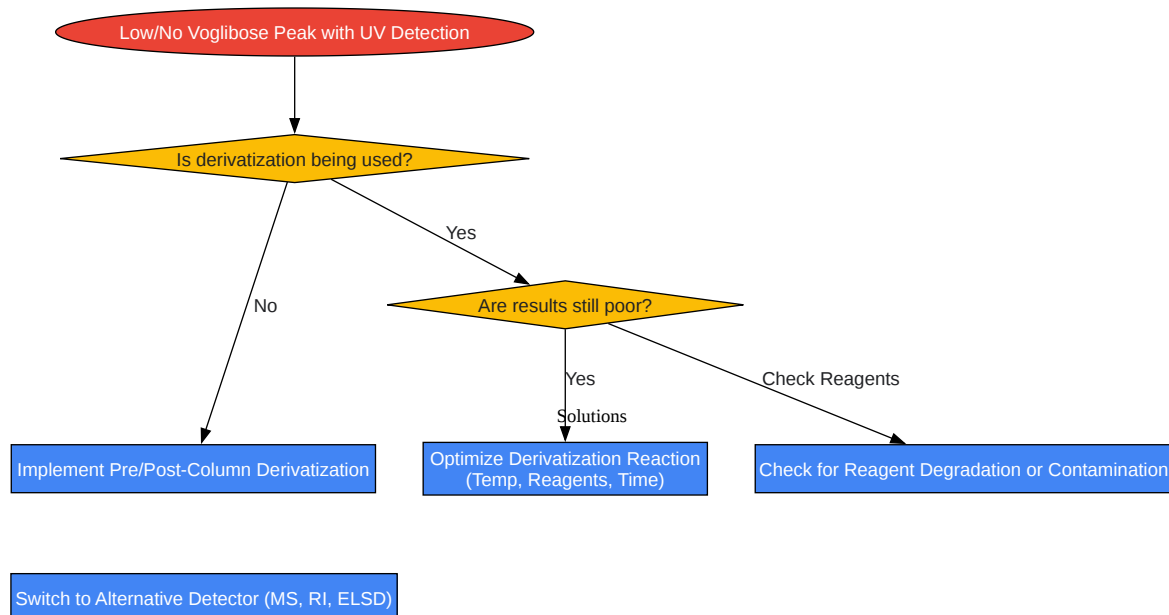 Low/No Voglibose Peak with UV Detection
Is derivatization being used?
Yes
No
Are results still poor?
Yes
Check Reagents
Solutions
Implement Pre/Post-Column Derivatization
Optimize Derivatization Reaction
(Temp, Reagents, Time)
Check for Reagent Degradation or Contamination
Switch to Alternative Detector (MS, RI, ELSD)